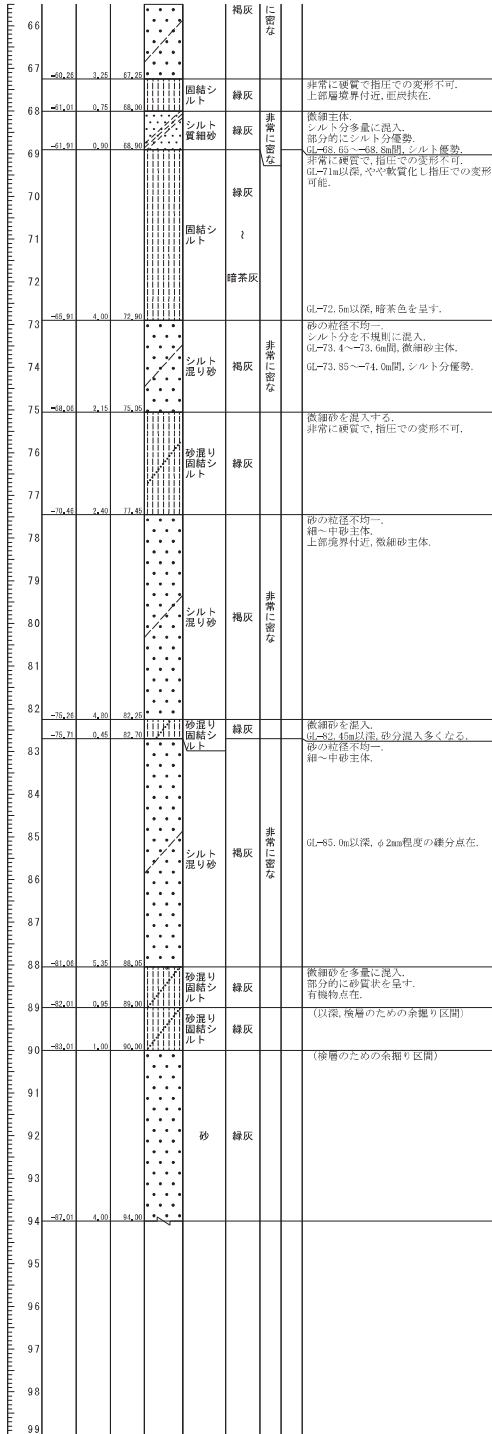 褐灰
に密な
66
67
-60.26 3.25 67.25
固結シルト
緑灰
非常に硬質で指圧での変形不可.
上部層境界付近, 亜炭挟在.
68
-61.01 0.75 68.00
シルト質細砂
緑灰
非常に密な
微細主体.
シルト分多量に混入.
部分的にシルト分優勢.
GL-68.65～-68.8m間, シルト優勢.
69
-61.91 0.90 68.90
固結シルト
緑灰
～
暗茶灰
非常に硬質で, 指圧での変形不可.
GL-71m以深, やや軟質化し指圧での変形
可能.
70
71
72
GL-72.5m以深, 暗茶色を呈す.
73
-65.91 4.00 72.90
シルト混り砂
褐灰
非常に密な
砂の粒径不均一.
シルト分を不規則に混入.
GL-73.4～-73.6m間, 微細砂主体.
GL-73.85～-74.0m間, シルト分優勢.
74
75
-68.06 2.15 75.05
砂混り固結シルト
緑灰
微細砂を混入する.
非常に硬質で, 指圧での変形不可.
76
77
-70.46 2.40 77.45
シルト混り砂
褐灰
非常に密な
砂の粒径不均一.
細～中砂主体.
上部境界付近, 微細砂主体.
78
79
80
81
82
-75.26 4.80 82.25
砂混り固結シルト
緑灰
微細砂を混入.
GL-82.45m以深, 砂分混入多くなる.
-75.71 0.45 82.70
83
シルト混り砂
褐灰
非常に密な
砂の粒径不均一.
細～中砂主体.
84
85
GL-85.0m以深, φ2mm程度の礫分点在.
86
87
88
-81.06 5.35 88.05
砂混り固結シルト
緑灰
微細砂を多量に混入.
部分的に砂質状を呈す.
有機物点在.
89
-82.01 0.95 89.00
砂混り固結シルト
緑灰
(以深, 検層のための余掘り区間)
90
-83.01 1.00 90.00
砂
緑灰
(検層のための余掘り区間)
91
92
93
94
-87.01 4.00 94.00
95
96
97
98
99